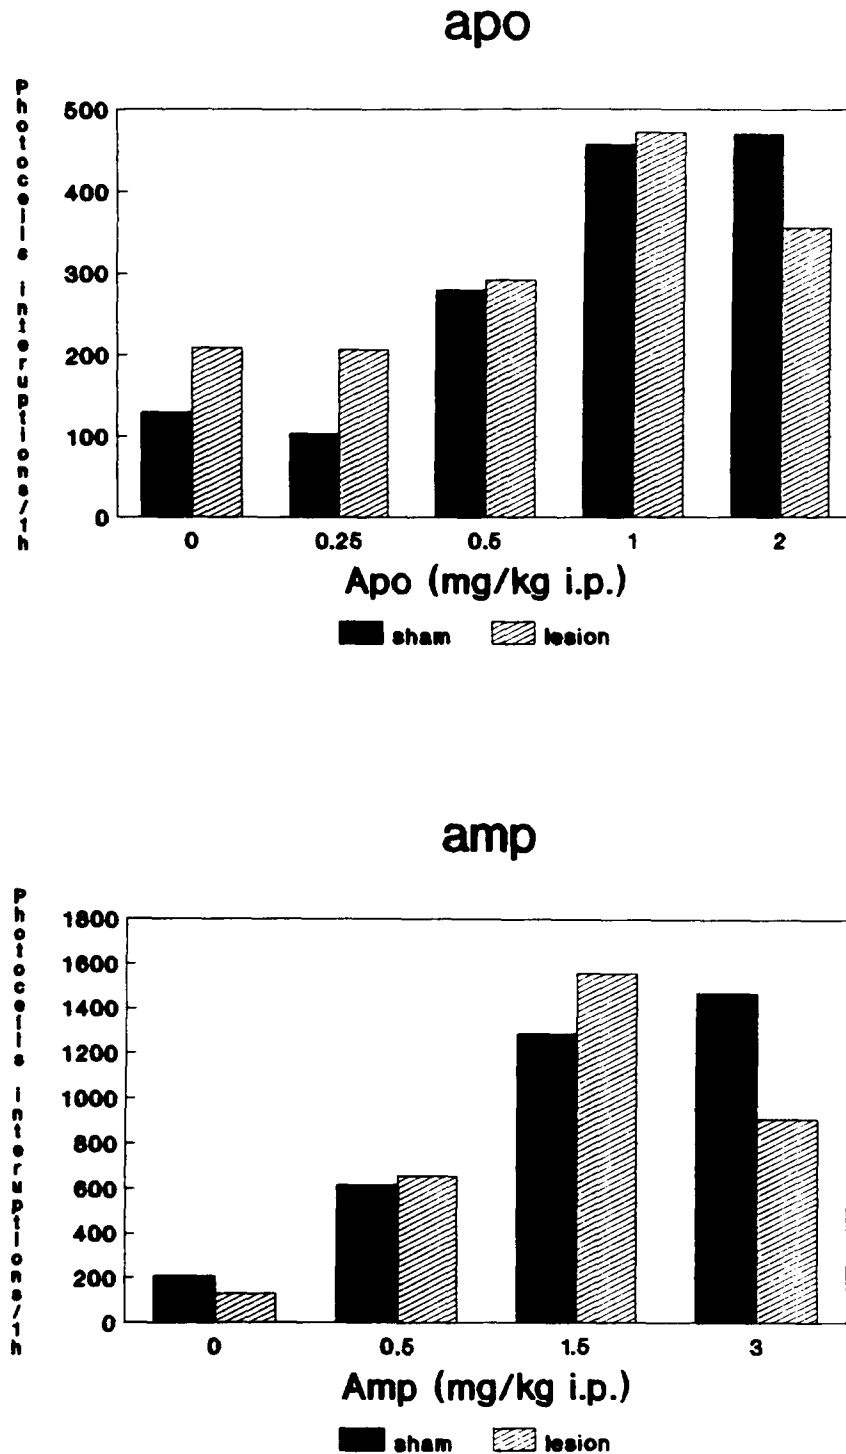 apo
Photocells interuptions/1h
500
400
300
200
100
0
0 0.25 0.5 1 2
Apo (mg/kg i.p.)
sham lesion
amp
Photocells interuptions/1h
1800
1600
1400
1200
1000
800
600
400
200
0
0 0.5 1.5 3
Amp (mg/kg i.p.)
sham lesion